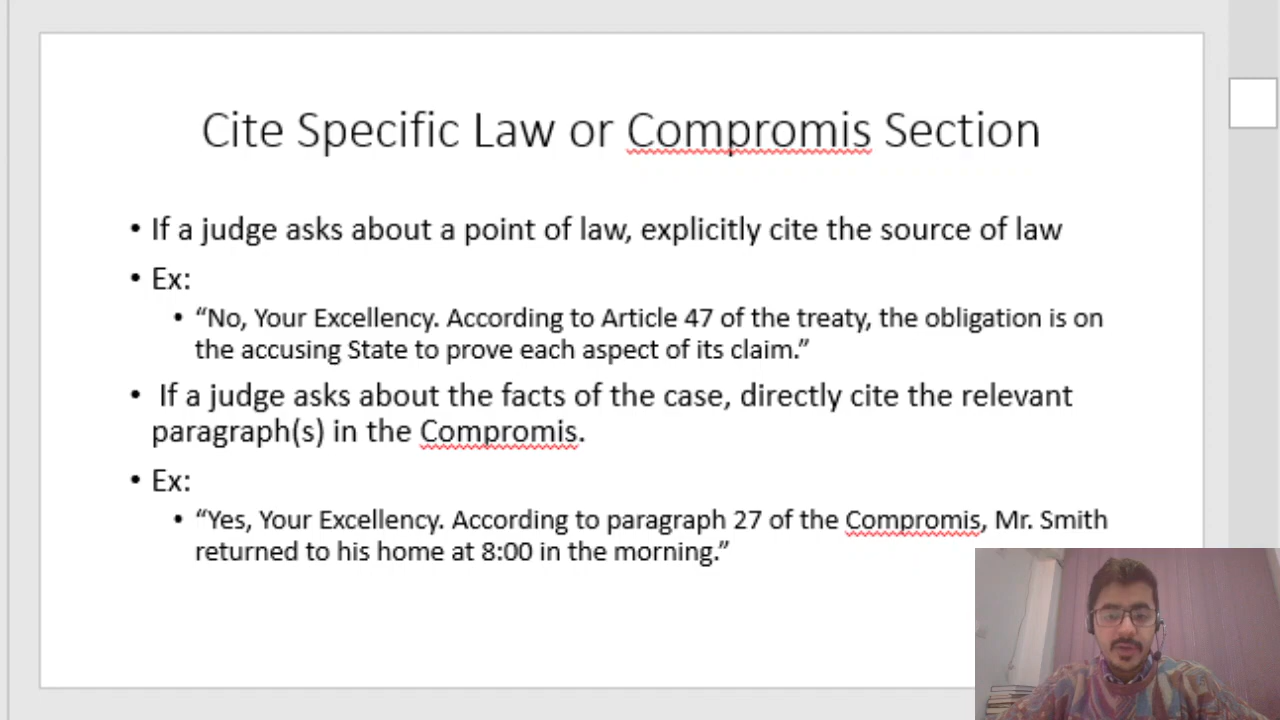 Cite Specific Law or Compromis Section
• If a judge asks about a point of law, explicitly cite the source of law
• Ex:
• “No, Your Excellency. According to Article 47 of the treaty, the obligation is on
the accusing State to prove each aspect of its claim.”
• If a judge asks about the facts of the case, directly cite the relevant
paragraph(s) in the Compromis.
• Ex:
• “Yes, Your Excellency. According to paragraph 27 of the Compromis, Mr. Smith
returned to his home at 8:00 in the morning.”